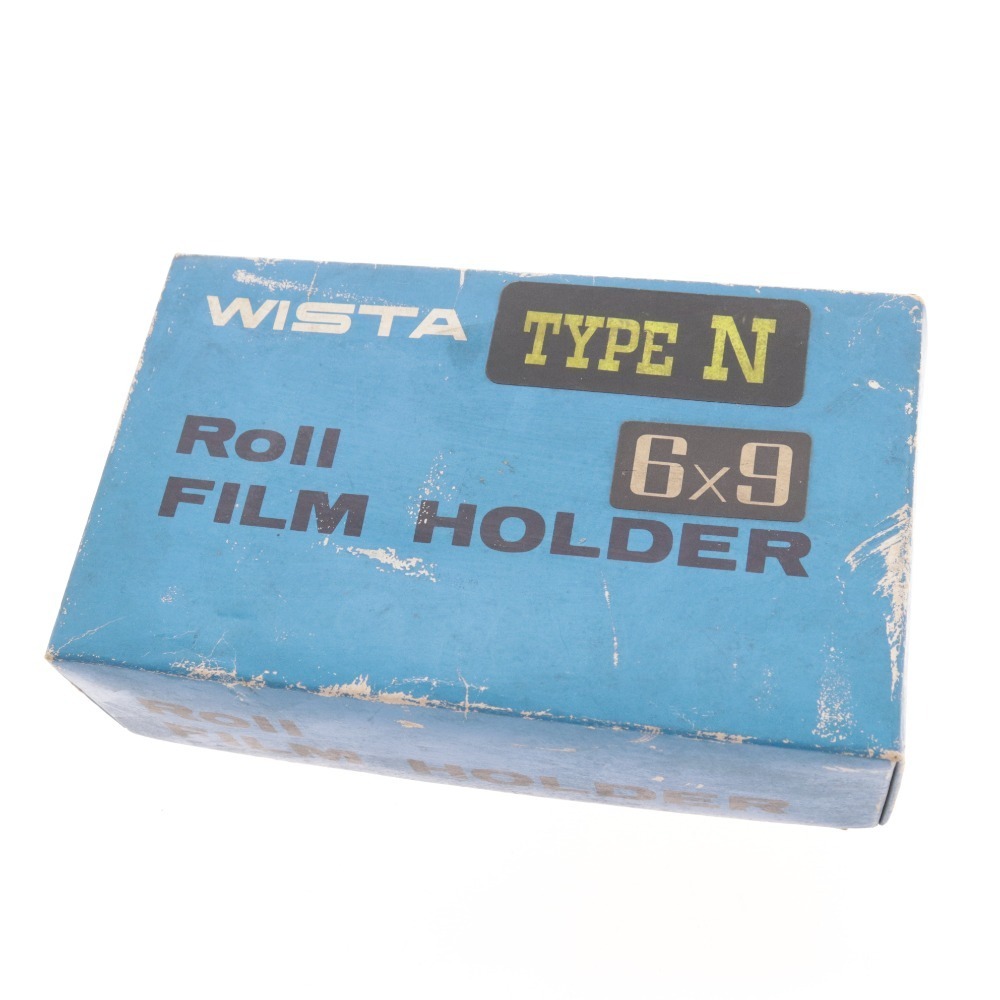 WISTA TYPE N
6x9
Roll
FILM HOLDER
Roll
FILM HOLDER